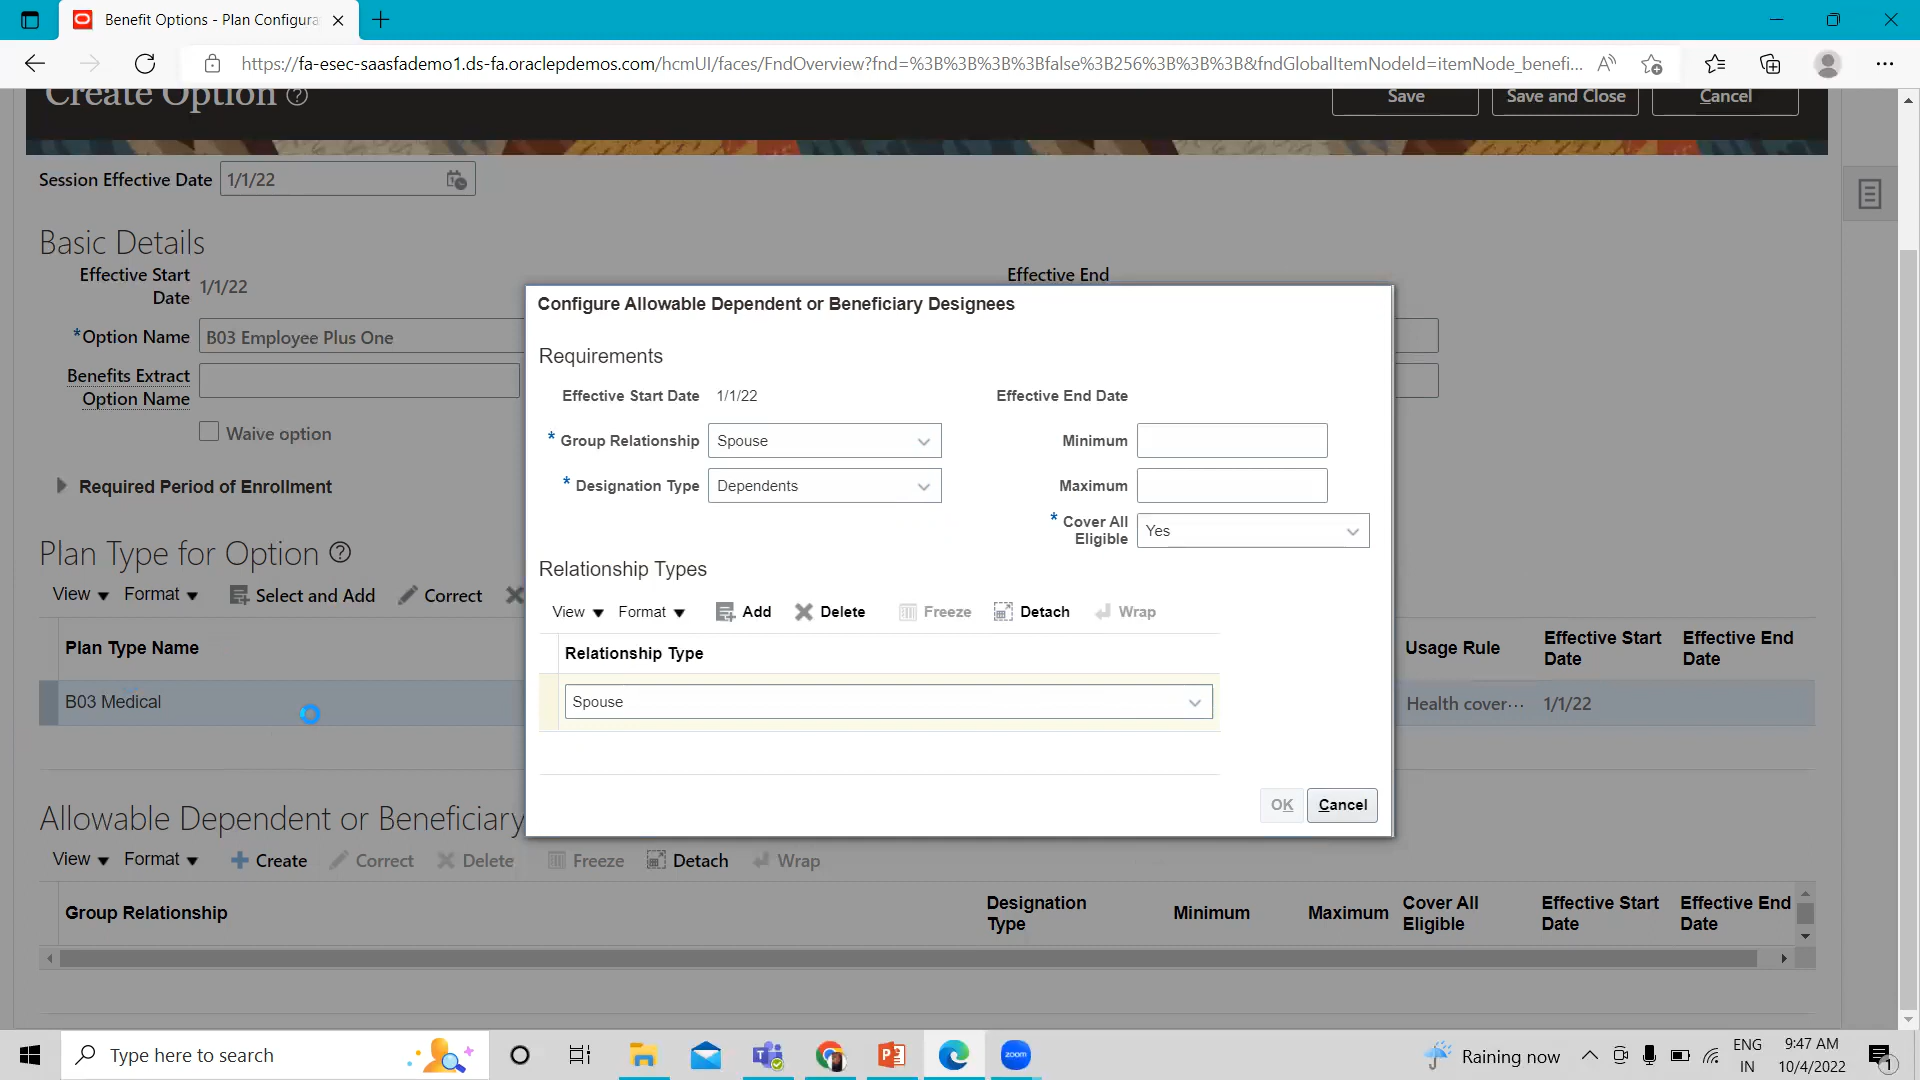 Benefit Options - Plan Configura
https://fa-esec-saasfademo1.ds-fa.oraclepdemos.com/hcmUI/faces/FndOverview?fnd=%3B%3B%3B%3Bfalse%3B256%3B%3B%3B&fndGlobalItemNodeId=itemNode_benefi...
Create Option
Save Save and Close Cancel
Session Effective Date 1/1/22
Basic Details
Effective Start Date 1/1/22
Effective End
*Option Name B03 Employee Plus One
Benefits Extract Option Name
Waive option
Required Period of Enrollment
Plan Type for Option
View Format Select and Add Correct
Plan Type Name
Usage Rule Effective Start Date Effective End Date
B03 Medical
Health cover... 1/1/22
Configure Allowable Dependent or Beneficiary Designees
Requirements
Effective Start Date 1/1/22 Effective End Date
* Group Relationship Spouse Minimum
* Designation Type Dependents Maximum
* Cover All Eligible Yes
Relationship Types
View Format Add Delete Freeze Detach Wrap
Relationship Type
Spouse
OK Cancel
Allowable Dependent or Beneficiary
View Format Create Correct Delete Freeze Detach Wrap
Group Relationship Designation Type Minimum Maximum Cover All Eligible Effective Start Date Effective End Date
Type here to search
zoom
Raining now
ENG
IN
9:47 AM
10/4/2022
1